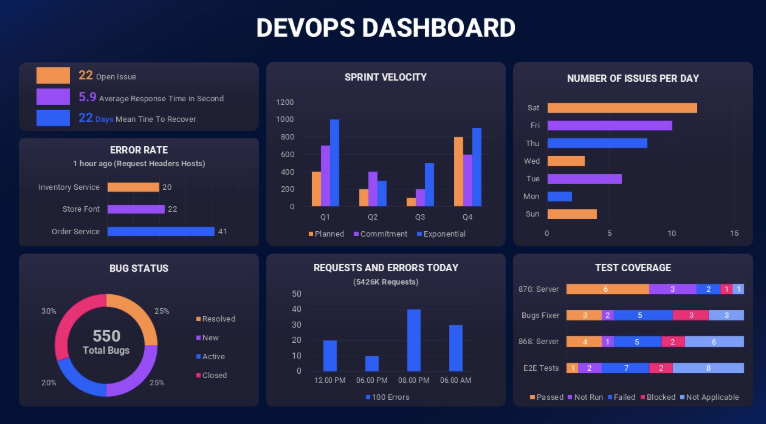 DEVOPS DASHBOARD
22 Open Issue
5.9 Average Response Time in Second
22 Days Mean Tine To Recover
ERROR RATE
1 hour ago (Request Headers Hosts)
Inventory Service 20
Store Font 22
Order Service 41
SPRINT VELOCITY
1200
1000
800
600
400
200
0
Q1 Q2 Q3 Q4
Planned Commitment Exponential
NUMBER OF ISSUES PER DAY
Sat
Fri
Thu
Wed
Tue
Mon
Sun
0 5 10 15
BUG STATUS
30% 25%
550
Total Bugs
20% 25%
Resolved
New
Active
Closed
REQUESTS AND ERRORS TODAY
(5426K Requests)
50
40
30
20
10
0
12.00 PM 06.00 PM 08.00 PM 06.00 AM
100 Errors
TEST COVERAGE
870: Server 6 3 2 1 1
Bugs Fixer 3 2 5 3 3
868: Server 4 1 5 2 6
E2E Tests 1 2 7 2 8
Passed Not Run Failed Blocked Not Applicable